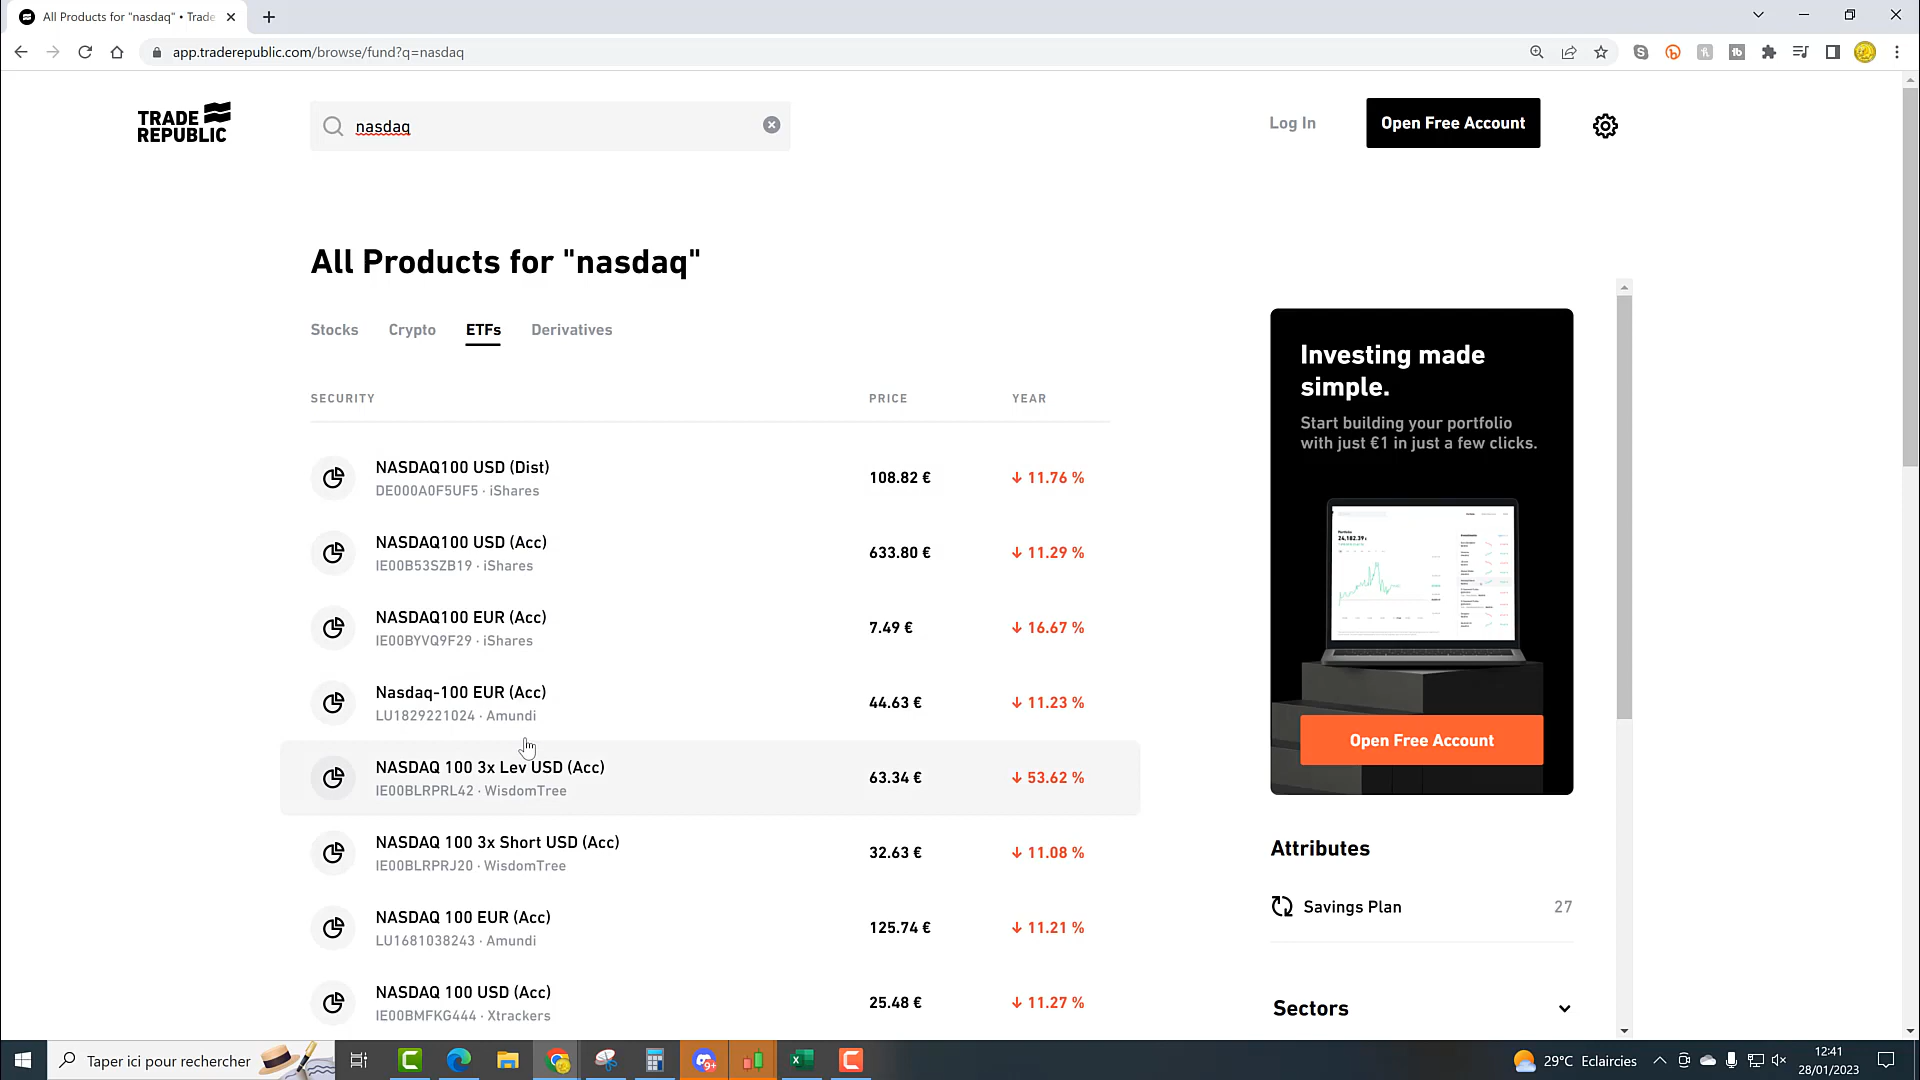 All Products for "nasdaq" • Trade
app.traderepublic.com/browse/fund?q=nasdaq
TRADE
REPUBLIC
nasdaq
Log In
Open Free Account
All Products for "nasdaq"
Stocks
Crypto
ETFs
Derivatives
SECURITY
PRICE
YEAR
NASDAQ100 USD (Dist)
DE000A0F5UF5 · iShares
108.82 €
↓ 11.76 %
NASDAQ100 USD (Acc)
IE00B53SZB19 · iShares
633.80 €
↓ 11.29 %
NASDAQ100 EUR (Acc)
IE00BYVQ9F29 · iShares
7.49 €
↓ 16.67 %
Nasdaq-100 EUR (Acc)
LU1829221024 · Amundi
44.63 €
↓ 11.23 %
NASDAQ 100 3x Lev USD (Acc)
IE00BLRPRL42 · WisdomTree
63.34 €
↓ 53.62 %
NASDAQ 100 3x Short USD (Acc)
IE00BLRPRJ20 · WisdomTree
32.63 €
↓ 11.08 %
NASDAQ 100 EUR (Acc)
LU1681038243 · Amundi
125.74 €
↓ 11.21 %
NASDAQ 100 USD (Acc)
IE00BMFKG444 · Xtrackers
25.48 €
↓ 11.27 %
Investing made
simple.
Start building your portfolio
with just €1 in just a few clicks.
24,182.39 €
Open Free Account
Attributes
Savings Plan
27
Sectors
Taper ici pour rechercher
9+
29°C Eclaircies
12:41
28/01/2023